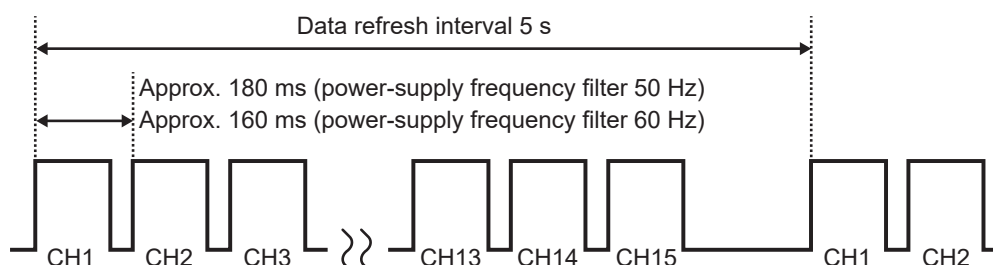 Data refresh interval 5 s
Approx. 180 ms (power-supply frequency filter 50 Hz)
Approx. 160 ms (power-supply frequency filter 60 Hz)
CH1 CH2 CH3 CH13 CH14 CH15 CH1 CH2